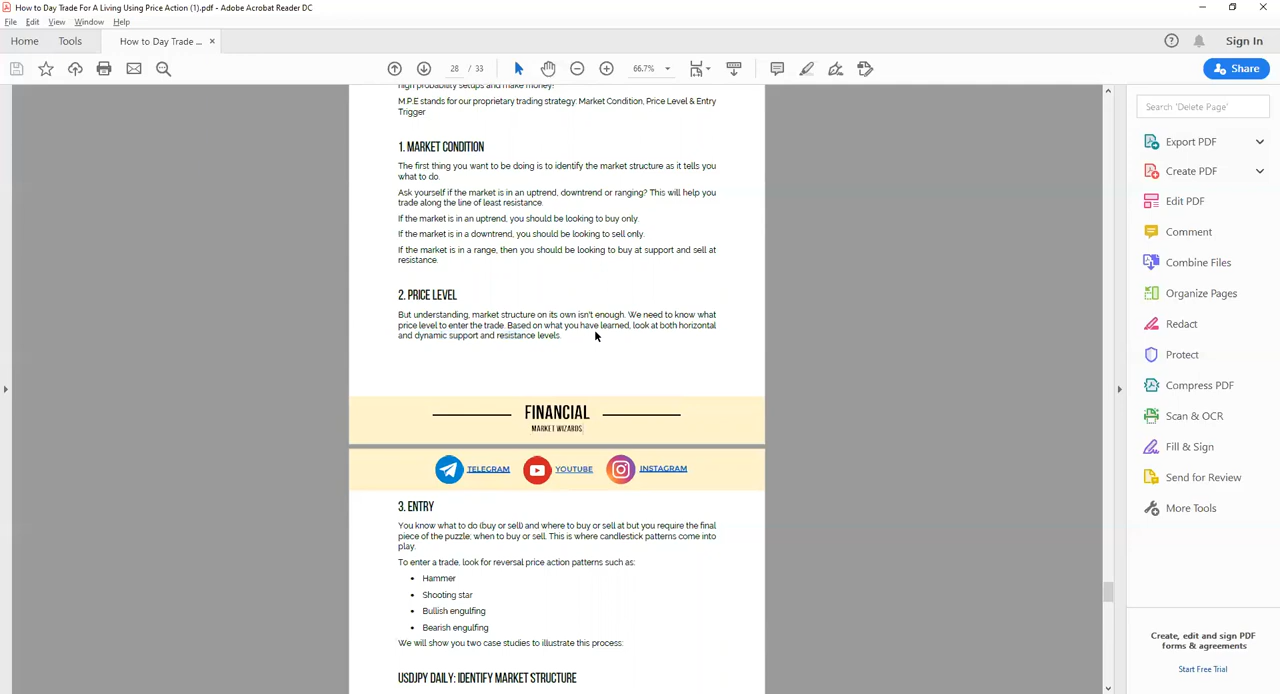 How to Day Trade For A Living Using Price Action (1).pdf - Adobe Acrobat Reader DC
File Edit View Window Help
Home Tools How to Day Trade ... × Sign In
28 / 33 66.7% Share
high probability setups and make money!
M.P.E stands for our proprietary trading strategy: Market Condition, Price Level & Entry
Trigger
1. MARKET CONDITION
The first thing you want to be doing is to identify the market structure as it tells you
what to do.
Ask yourself if the market is in an uptrend, downtrend or ranging? This will help you
trade along the line of least resistance.
If the market is in an uptrend, you should be looking to buy only.
If the market is in a downtrend, you should be looking to sell only.
If the market is in a range, then you should be looking to buy at support and sell at
resistance.
2. PRICE LEVEL
But understanding, market structure on its own isn't enough. We need to know what
price level to enter the trade. Based on what you have learned, look at both horizontal
and dynamic support and resistance levels.
FINANCIAL
MARKET WIZARDS
TELEGRAM YOUTUBE INSTAGRAM
3. ENTRY
You know what to do (buy or sell) and where to buy or sell at but you require the final
piece of the puzzle; when to buy or sell. This is where candlestick patterns come into
play.
To enter a trade, look for reversal price action patterns such as:
• Hammer
• Shooting star
• Bullish engulfing
• Bearish engulfing
We will show you two case studies to illustrate this process:
USDJPY DAILY: IDENTIFY MARKET STRUCTURE
Search 'Delete Page'
Export PDF
Create PDF
Edit PDF
Comment
Combine Files
Organize Pages
Redact
Protect
Compress PDF
Scan & OCR
Fill & Sign
Send for Review
More Tools
Create, edit and sign PDF
forms & agreements
Start Free Trial